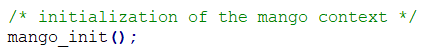 /* initialization of the mango context */
mango_init();